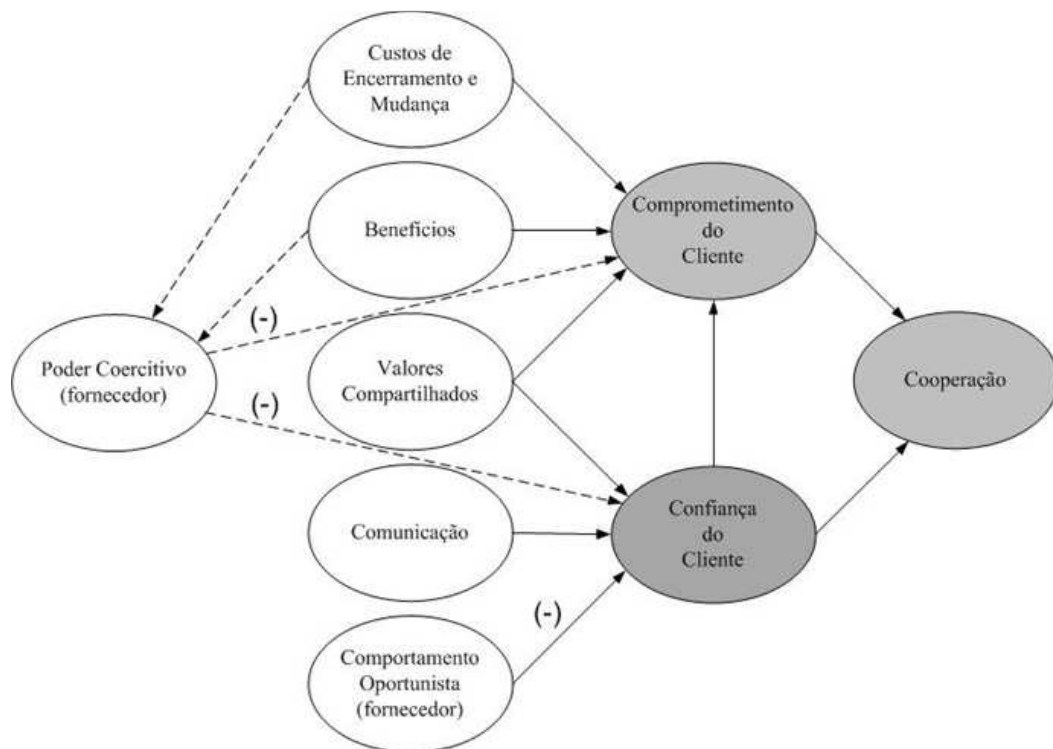 Custos de
Encerramento e
Mudança
Benefícios
Comprometimento
do
Cliente
(-)
Poder Coercitivo
(fornecedor)
Valores
Compartilhados
(-)
Cooperação
Comunicação
Confiança
do
Cliente
(-)
Comportamento
Oportunista
(fornecedor)